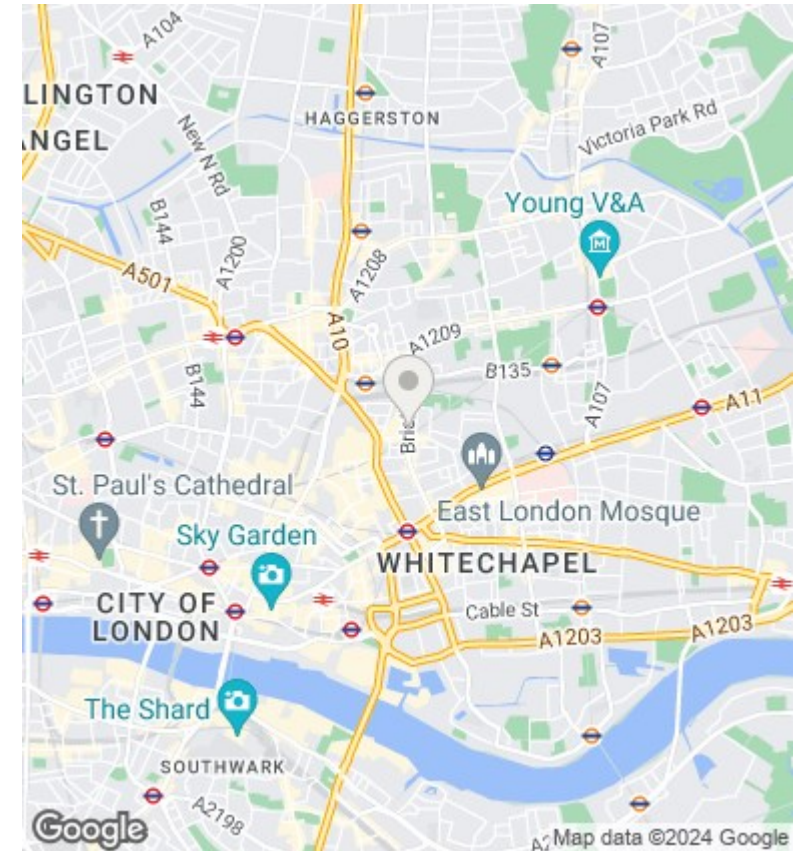 A104
A107
LINGTON
ANGEL
New N Rd
HAGGERSTON
Victoria Park Rd
Young V&A
B144
A1200
A501
A1208
A10
A1209
B144
B135
A107
A11
Bric
St. Paul's Cathedral
East London Mosque
Sky Garden
WHITECHAPEL
CITY OF
LONDON
Cable St
A1203
A1203
The Shard
SOUTHWARK
A2198
Google
Map data ©2024 Google